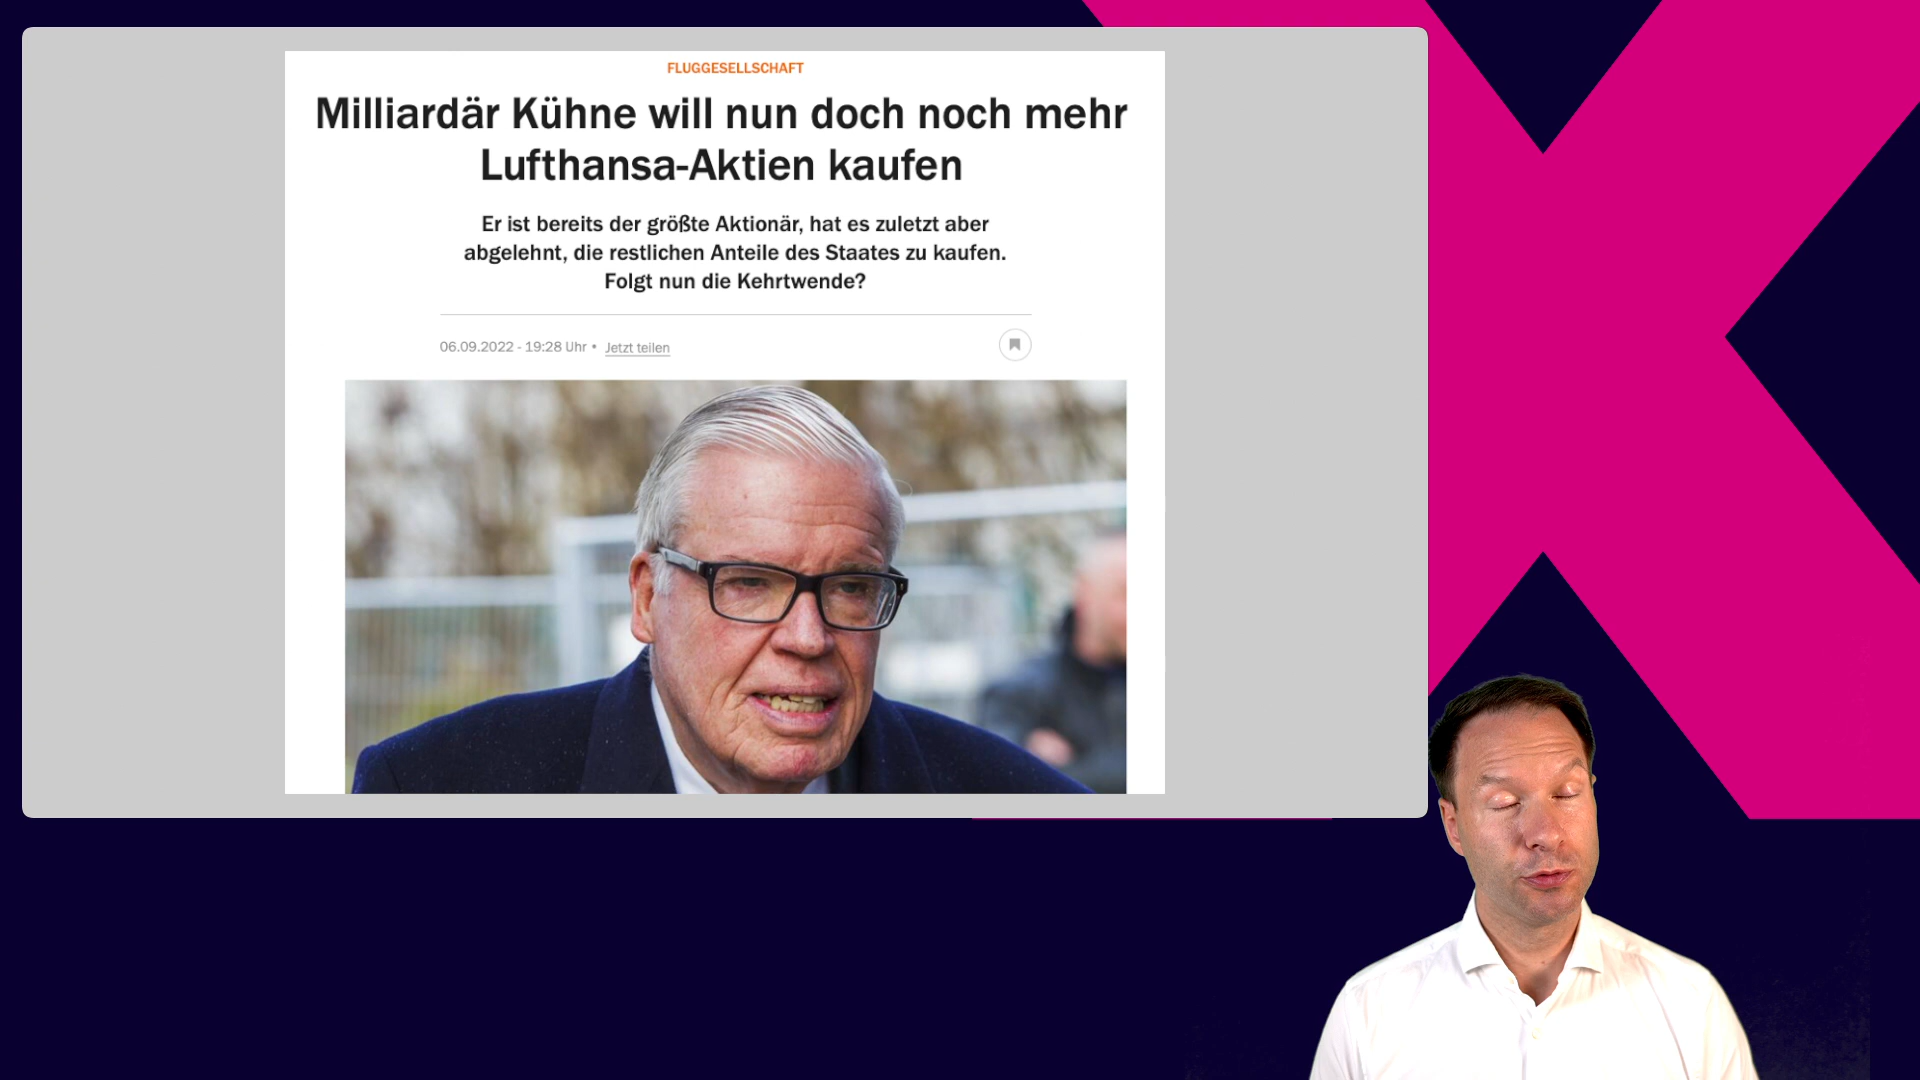 FLUGGESELLSCHAFT
Milliardär Kühne will nun doch noch mehr
Lufthansa-Aktien kaufen
Er ist bereits der größte Aktionär, hat es zuletzt aber
abgelehnt, die restlichen Anteile des Staates zu kaufen.
Folgt nun die Kehrtwende?
06.09.2022 - 19:28 Uhr • Jetzt teilen